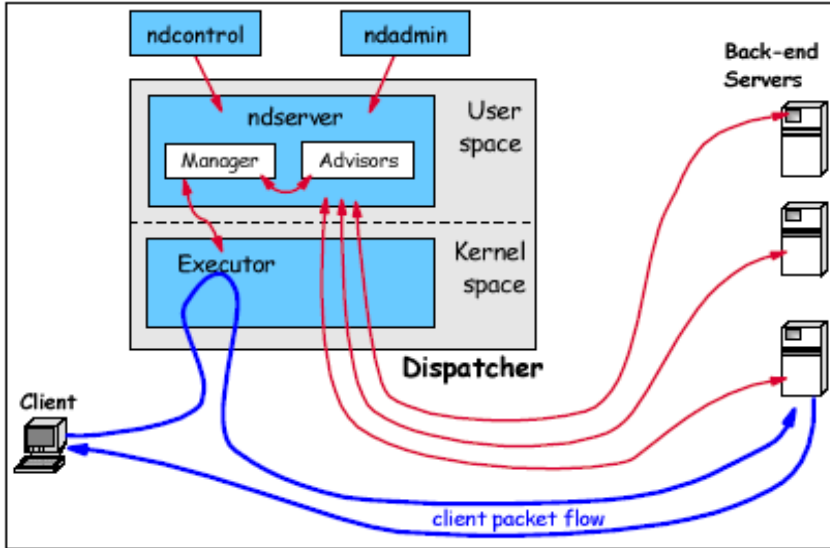 ndcontrol
ndadmin
Back-end
Servers
ndserver
User
space
Manager
Advisors
Executor
Kernel
space
Dispatcher
Client
client packet flow